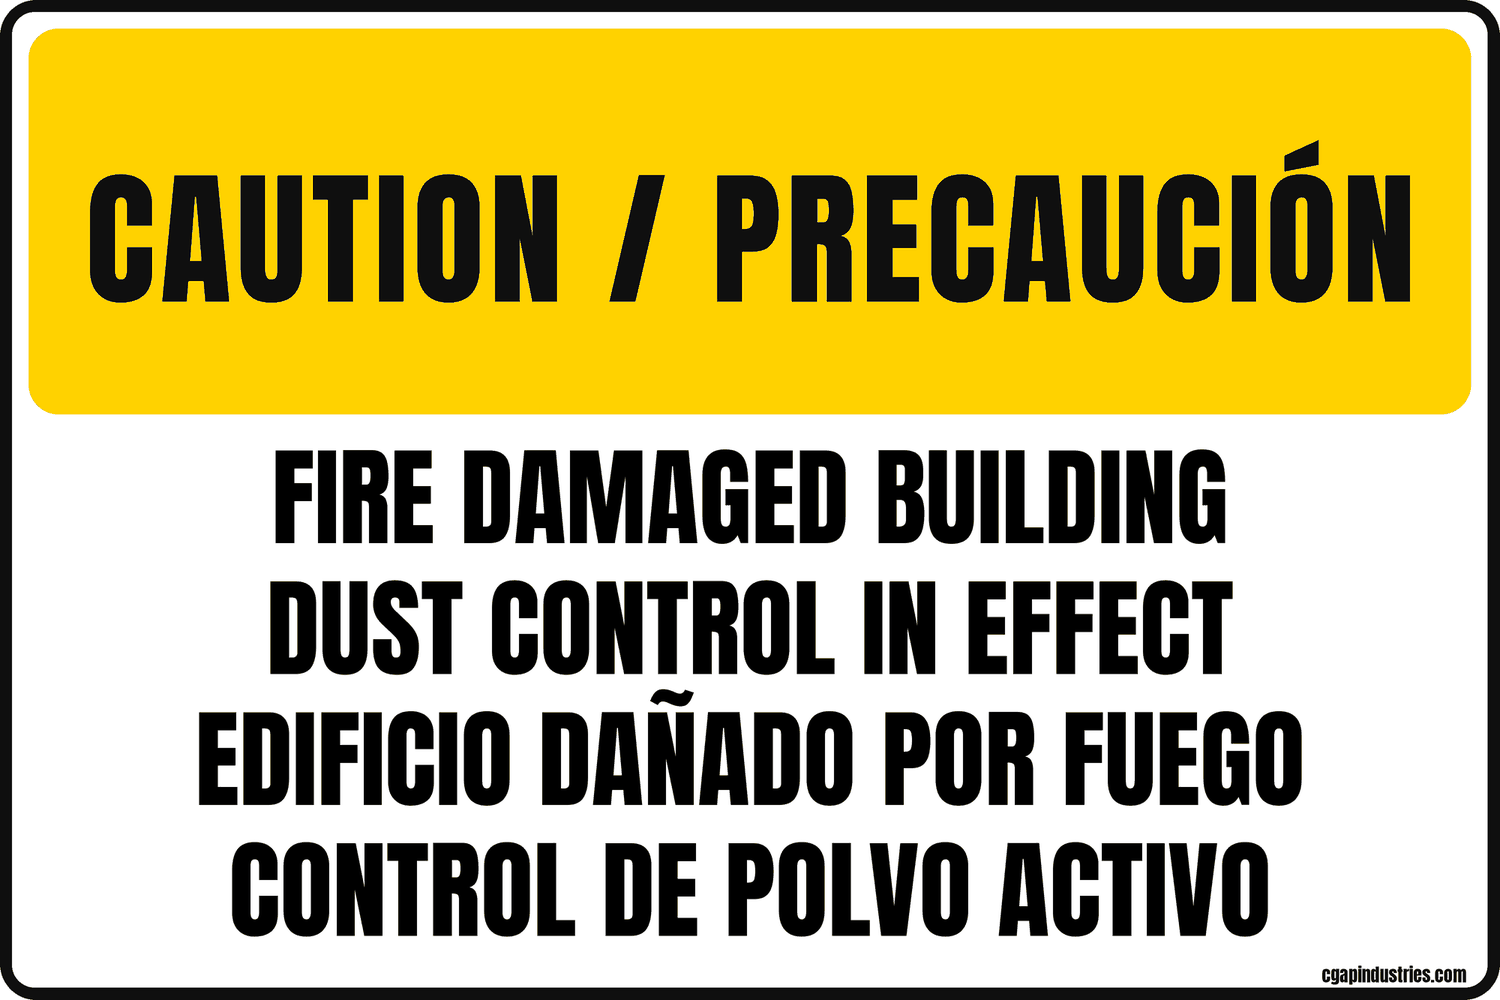 CAUTION / PRECAUCIÓN
FIRE DAMAGED BUILDING
DUST CONTROL IN EFFECT
EDIFICIO DAÑADO POR FUEGO
CONTROL DE POLVO ACTIVO
cgapindustries.com